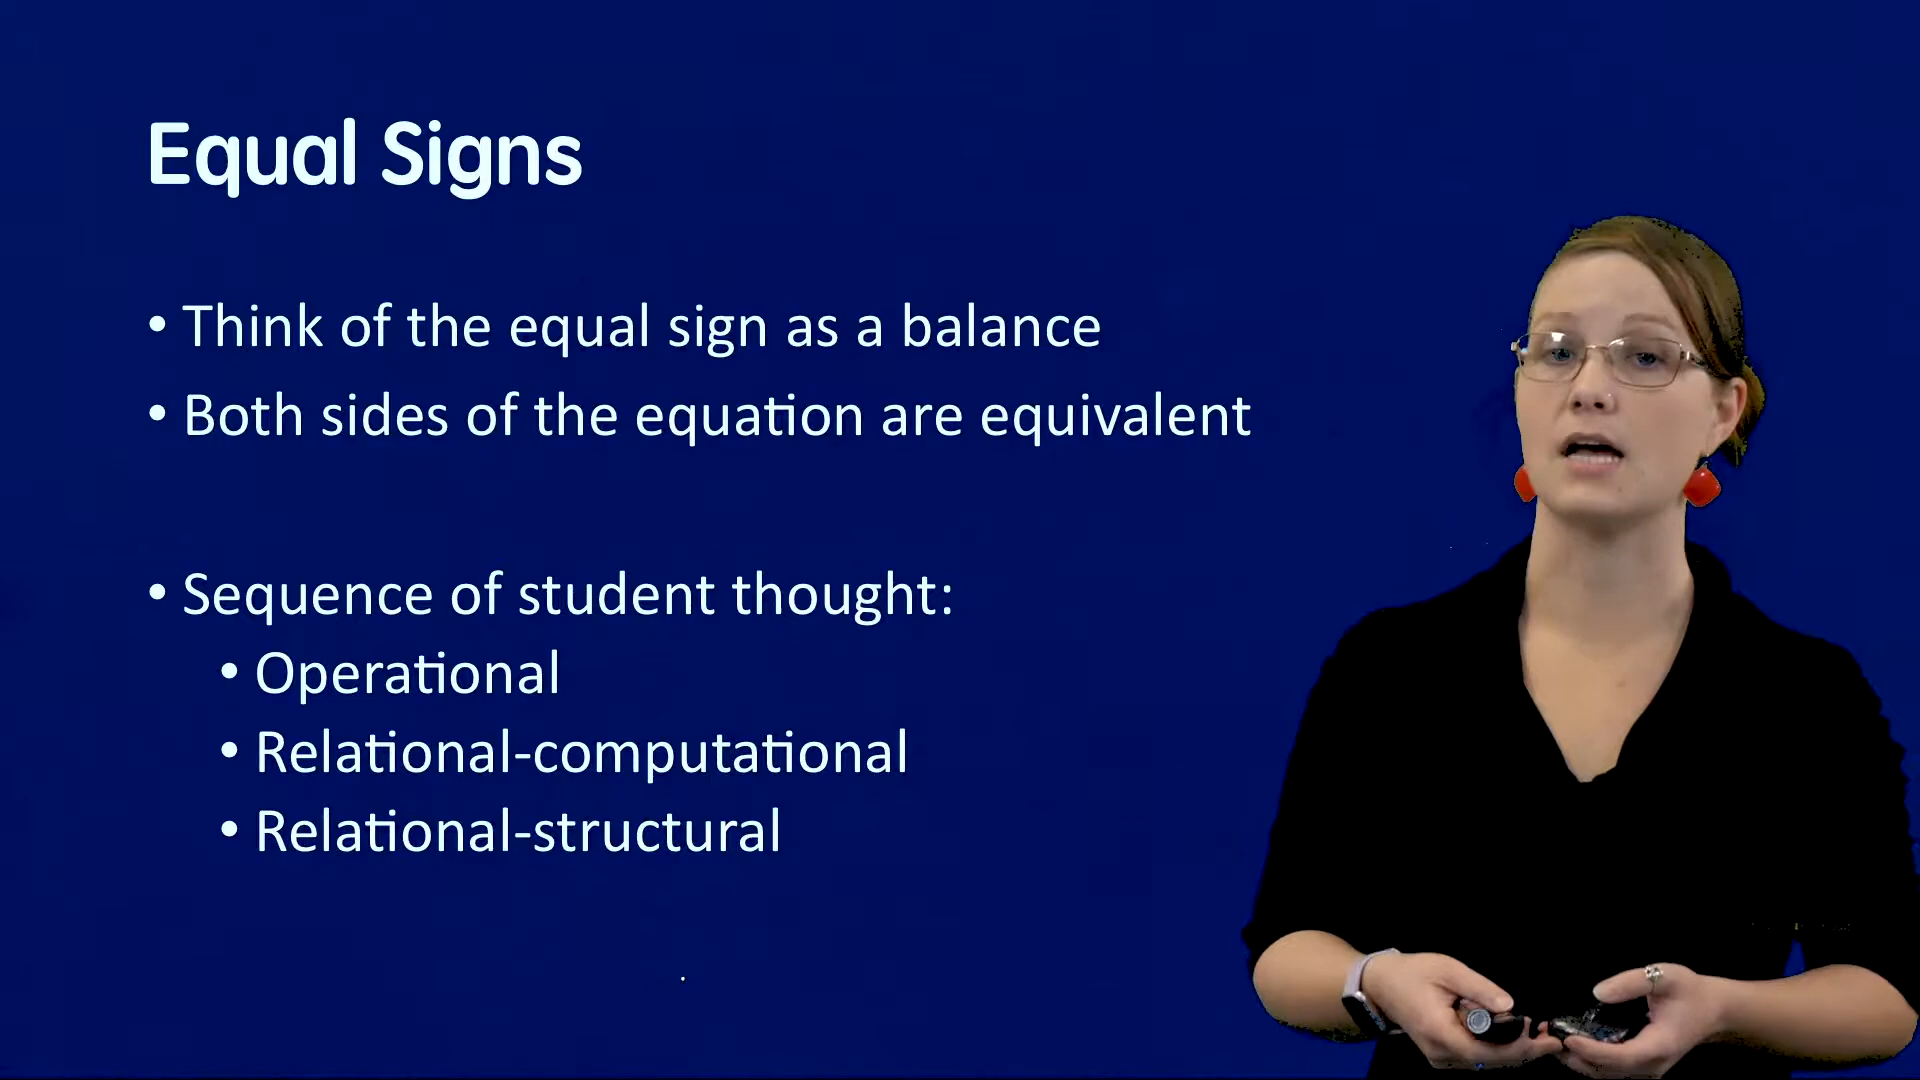 Equal Signs
• Think of the equal sign as a balance
• Both sides of the equation are equivalent
• Sequence of student thought:
• Operational
• Relational-computational
• Relational-structural